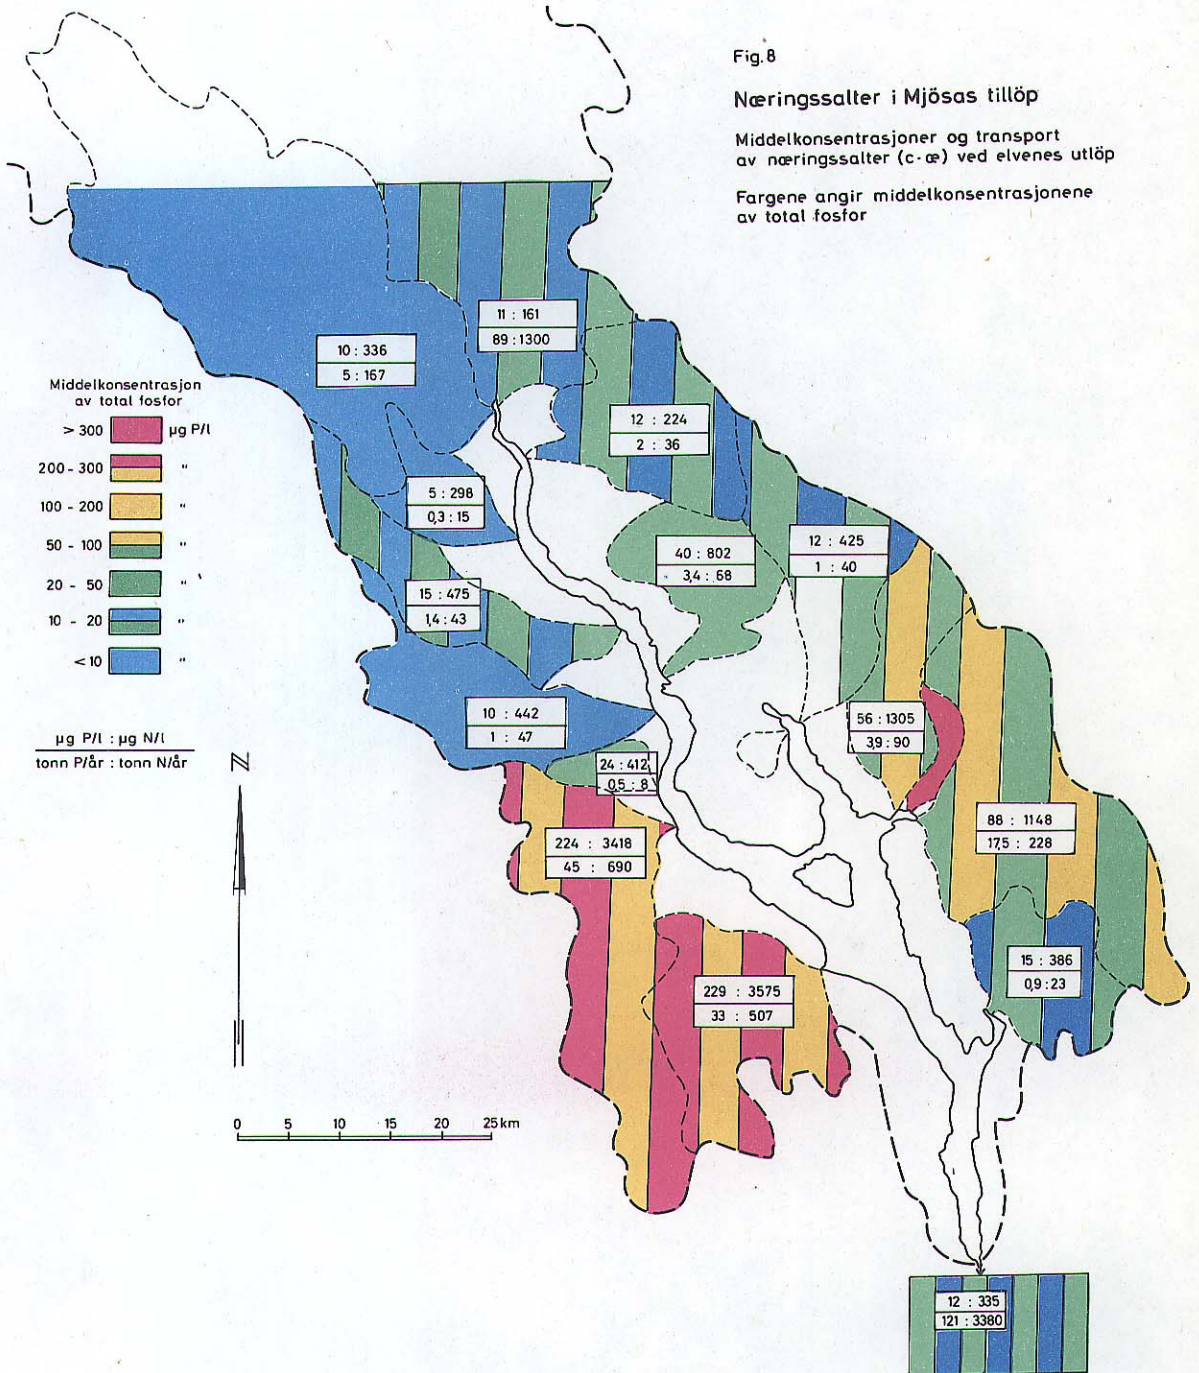 Fig.8
Næringssalter i Mjösas tillöp
Middelkonsentrasjoner og transport
av næringssalter (c·œ) ved elvenes utlöp
Fargene angir middelkonsentrasjonene
av total fosfor
11 : 161
89 : 1300
10 : 336
5 : 167
Middelkonsentrasjon
av total fosfor
> 300 µg P/l
200 - 300 "
100 - 200 "
50 - 100 "
20 - 50 "
10 - 20 "
< 10 "
µg P/l : µg N/l
tonn P/år : tonn N/år
12 : 224
2 : 36
5 : 298
0,3 : 15
40 : 802
3,4 : 68
12 : 425
1 : 40
15 : 475
1,4 : 43
10 : 442
1 : 47
56 : 1305
3,9 : 90
24 : 412
0,5 : 8
88 : 1148
17,5 : 228
224 : 3418
45 : 690
15 : 386
0,9 : 23
229 : 3575
33 : 507
N
0 5 10 15 20 25 km
12 : 335
121 : 3380